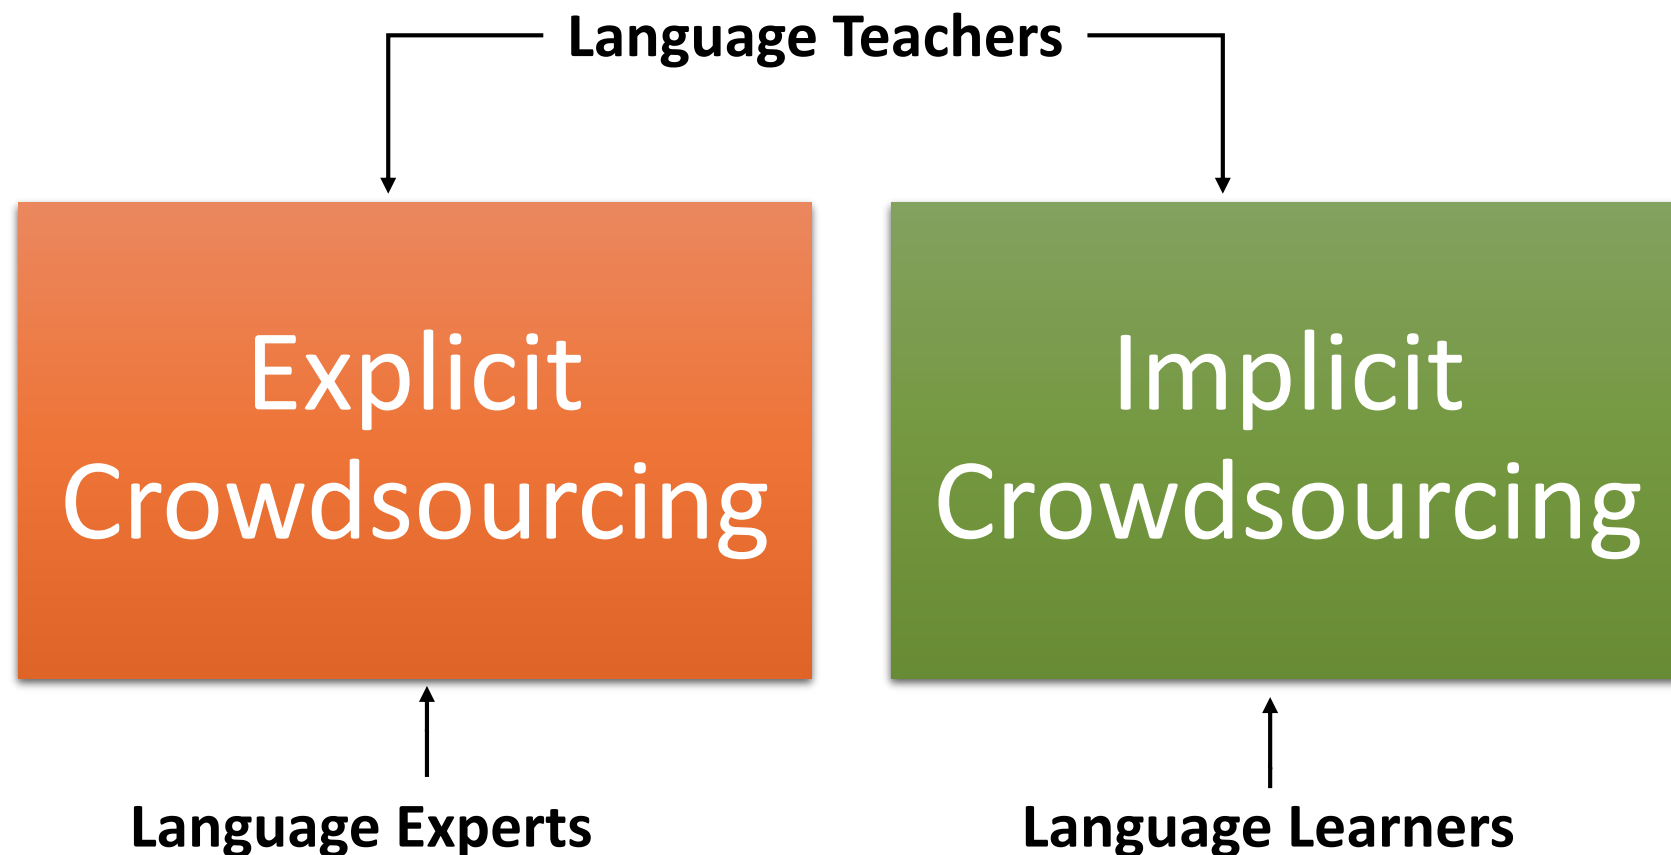 Language Teachers
Explicit
Crowdsourcing
Implicit
Crowdsourcing
Language Experts
Language Learners